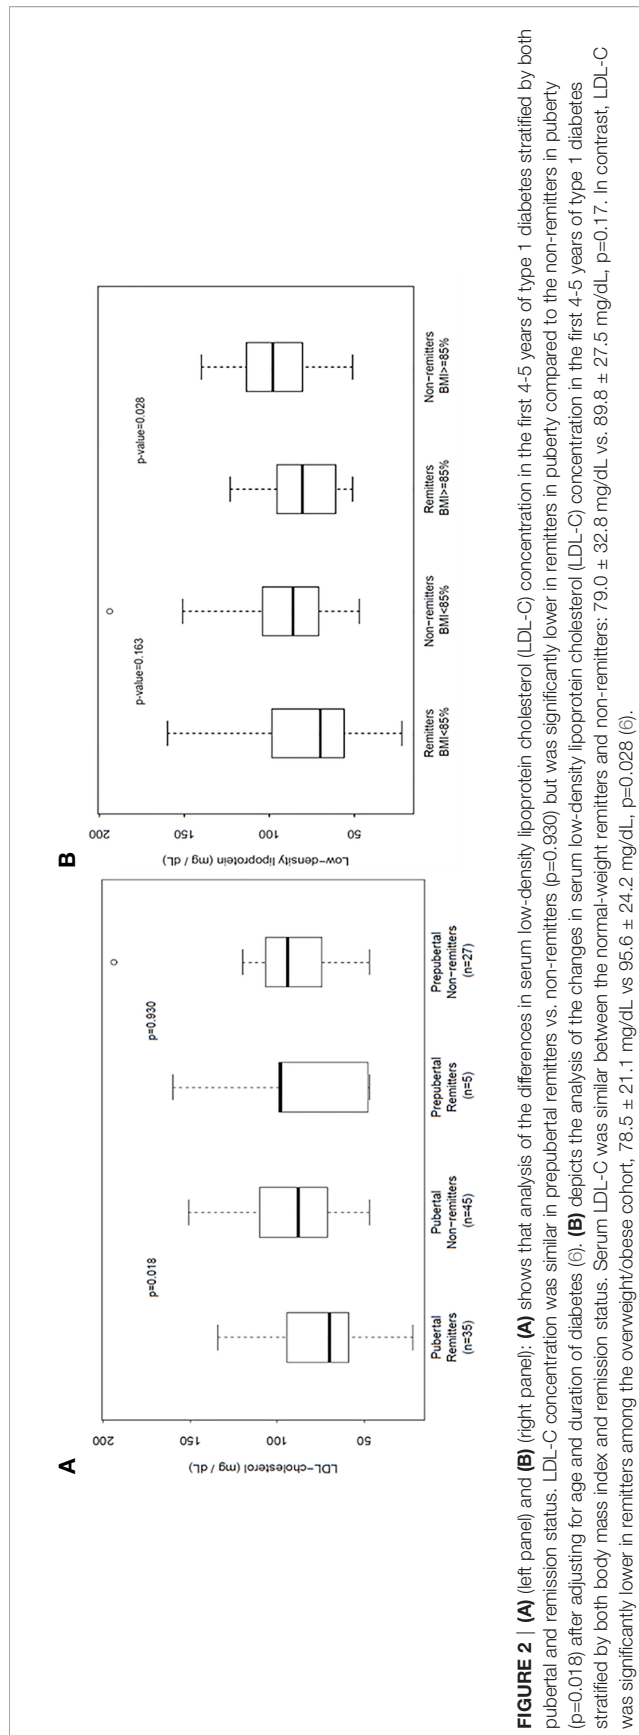 A
LDL-cholesterol (mg / dL)
200
150
100
50
p=0.018
p=0.930
Pubertal
Remitters
(n=35)
Pubertal
Non-remitters
(n=45)
Prepubertal
Remitters
(n=5)
Prepubertal
Non-remitters
(n=27)
B
Low-density lipoprotein (mg / dL)
200
150
100
50
p-value=0.163
p-value=0.028
Remitters
BMI<85%
Non-remitters
BMI<85%
Remitters
BMI>=85%
Non-remitters
BMI>=85%
FIGURE 2 | (A) (left panel) and (B) (right panel): (A) shows that analysis of the differences in serum low-density lipoprotein cholesterol (LDL-C) concentration in the first 4-5 years of type 1 diabetes stratified by both
pubertal and remission status. LDL-C concentration was similar in prepubertal remitters vs. non-remitters (p=0.930) but was significantly lower in remitters in puberty compared to the non-remitters in puberty
(p=0.018) after adjusting for age and duration of diabetes (6). (B) depicts the analysis of the changes in serum low-density lipoprotein cholesterol (LDL-C) concentration in the first 4-5 years of type 1 diabetes
stratified by both body mass index and remission status. Serum LDL-C was similar between the normal-weight remitters and non-remitters: 79.0 ± 32.8 mg/dL vs. 89.8 ± 27.5 mg/dL, p=0.17. In contrast, LDL-C
was significantly lower in remitters among the overweight/obese cohort, 78.5 ± 21.1 mg/dL vs 95.6 ± 24.2 mg/dL, p=0.028 (6).